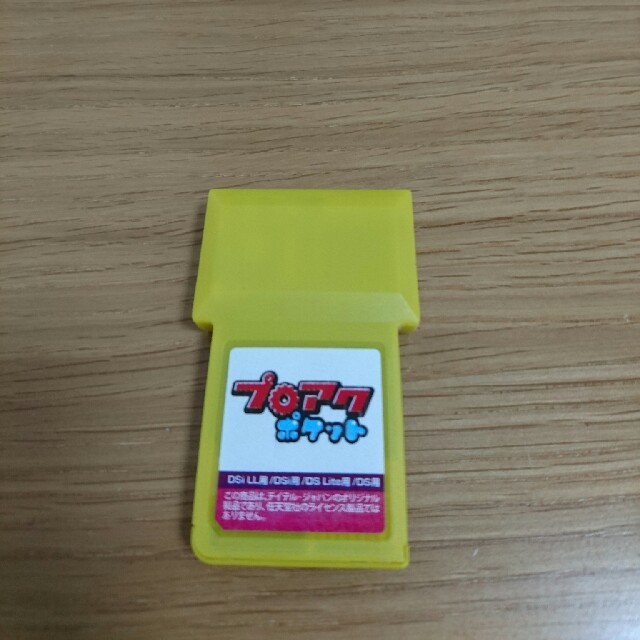 プロアク
ポケット
DSi LL用/DSi用/DS Lite用/DS用
この商品は、デイテル・ジャパンのオリジナル
製品であり、任天堂社のライセンス製品では
ありません。